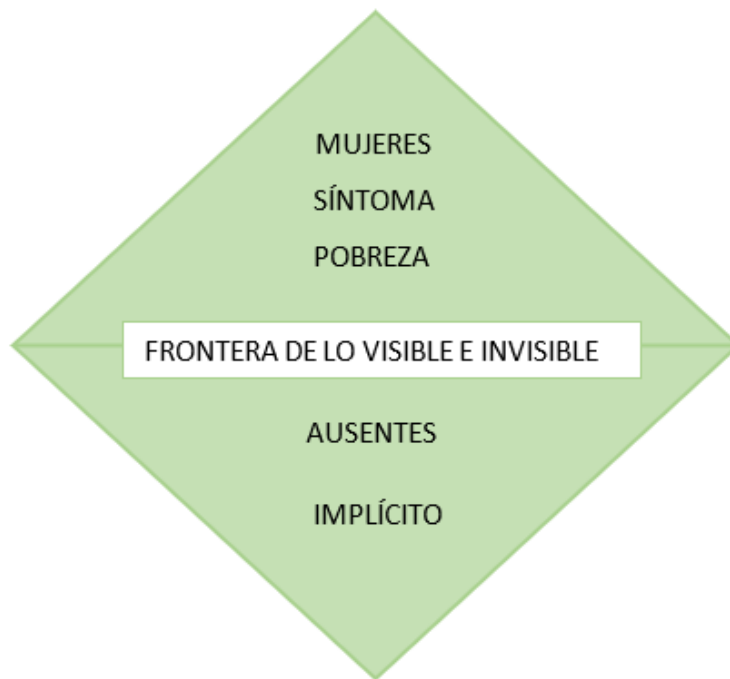 MUJERES
SÍNTOMA
POBREZA
FRONTERA DE LO VISIBLE E INVISIBLE
AUSENTES
IMPLÍCITO